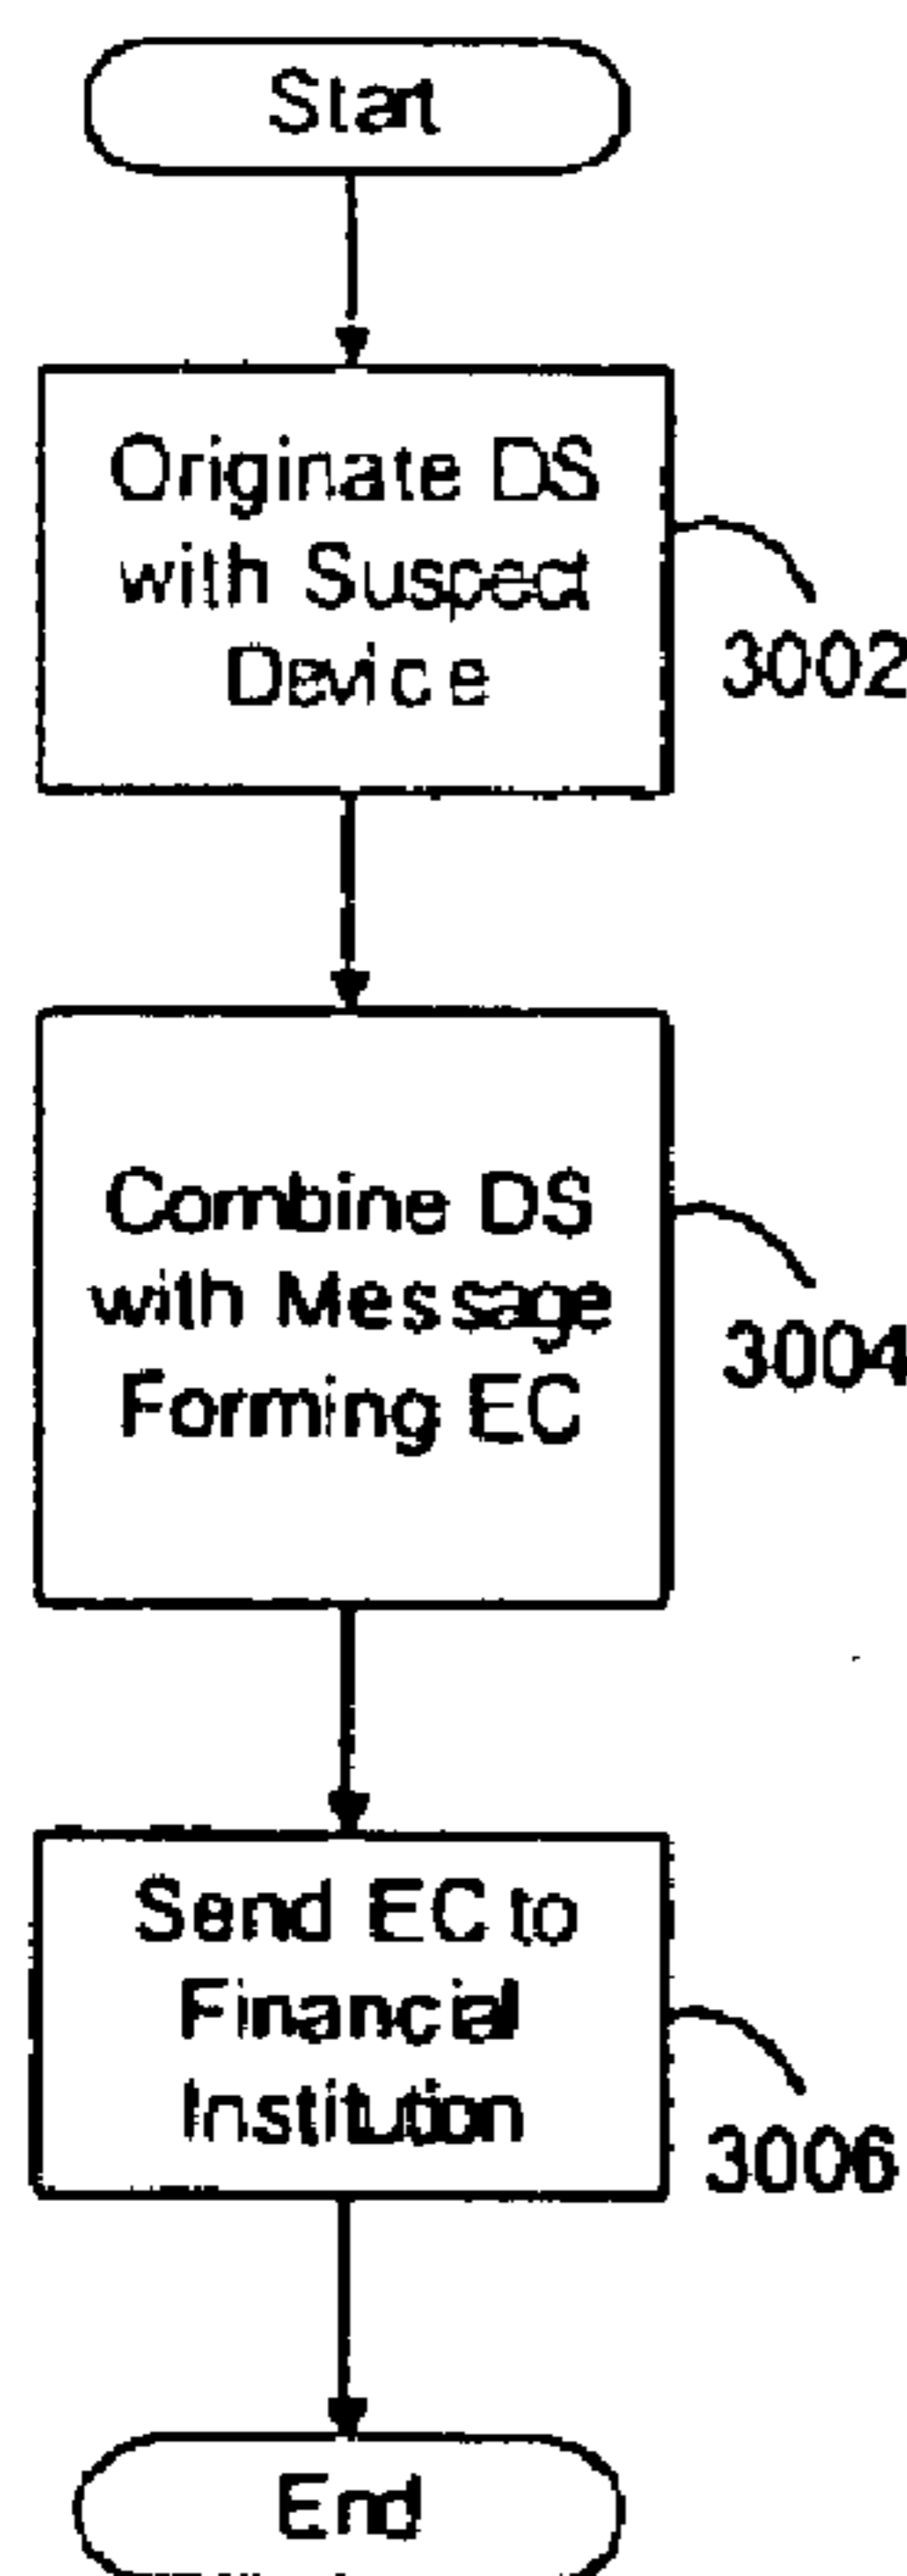 Start
Originate DS
with Suspect
Device
3002
Combine DS
with Message
Forming EC
3004
Send EC to
Financial
Institution
3006
End